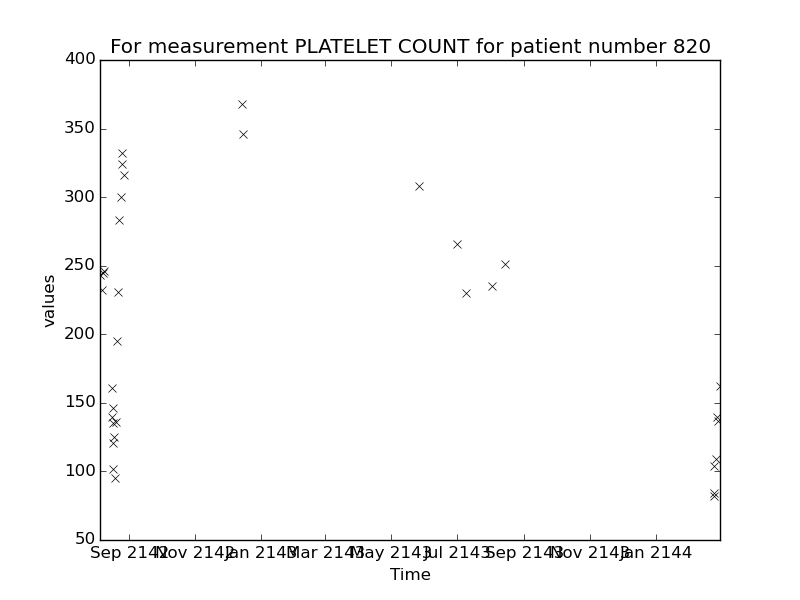 For measurement PLATELET COUNT for patient number 820
400
350
300
250
200
150
100
50
values
Sep 2142 Nov 2142 Jan 2143 Mar 2143 May 2143 Jul 2143 Sep 2143 Nov 2143 Jan 2144
Time